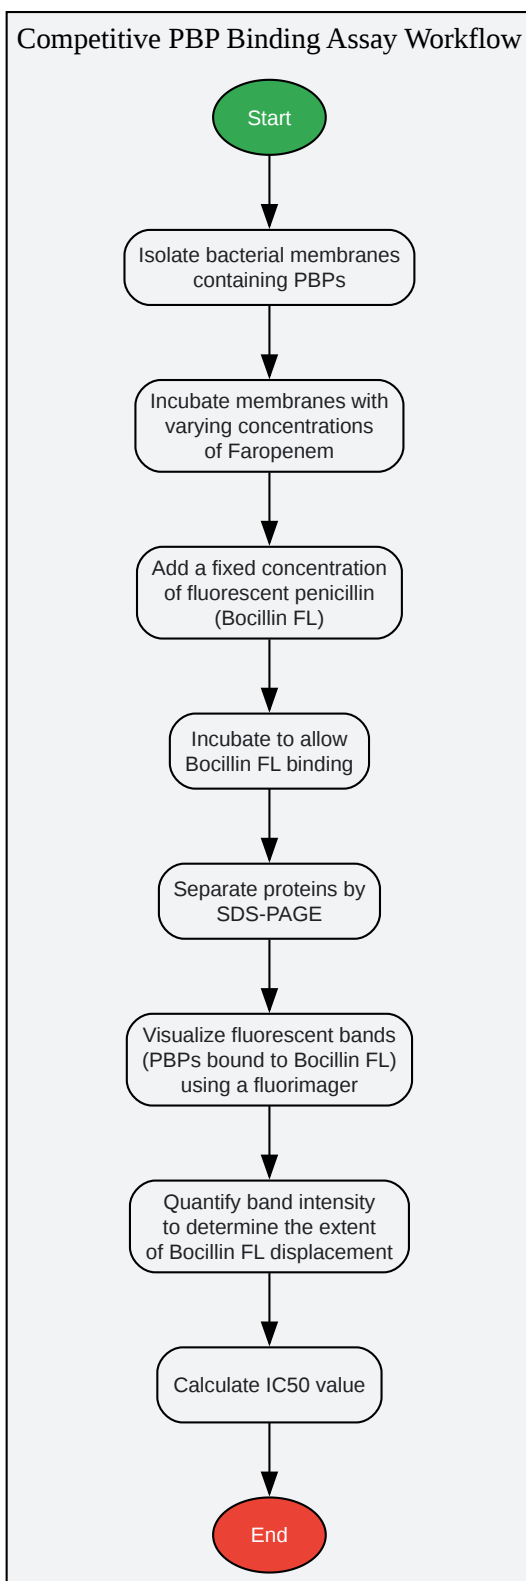 Competitive PBP Binding Assay Workflow
Start
Isolate bacterial membranes
containing PBPs
Incubate membranes with
varying concentrations
of Faropenem
Add a fixed concentration
of fluorescent penicillin
(Bocillin FL)
Incubate to allow
Bocillin FL binding
Separate proteins by
SDS-PAGE
Visualize fluorescent bands
(PBPs bound to Bocillin FL)
using a fluorimager
Quantify band intensity
to determine the extent
of Bocillin FL displacement
Calculate IC50 value
End